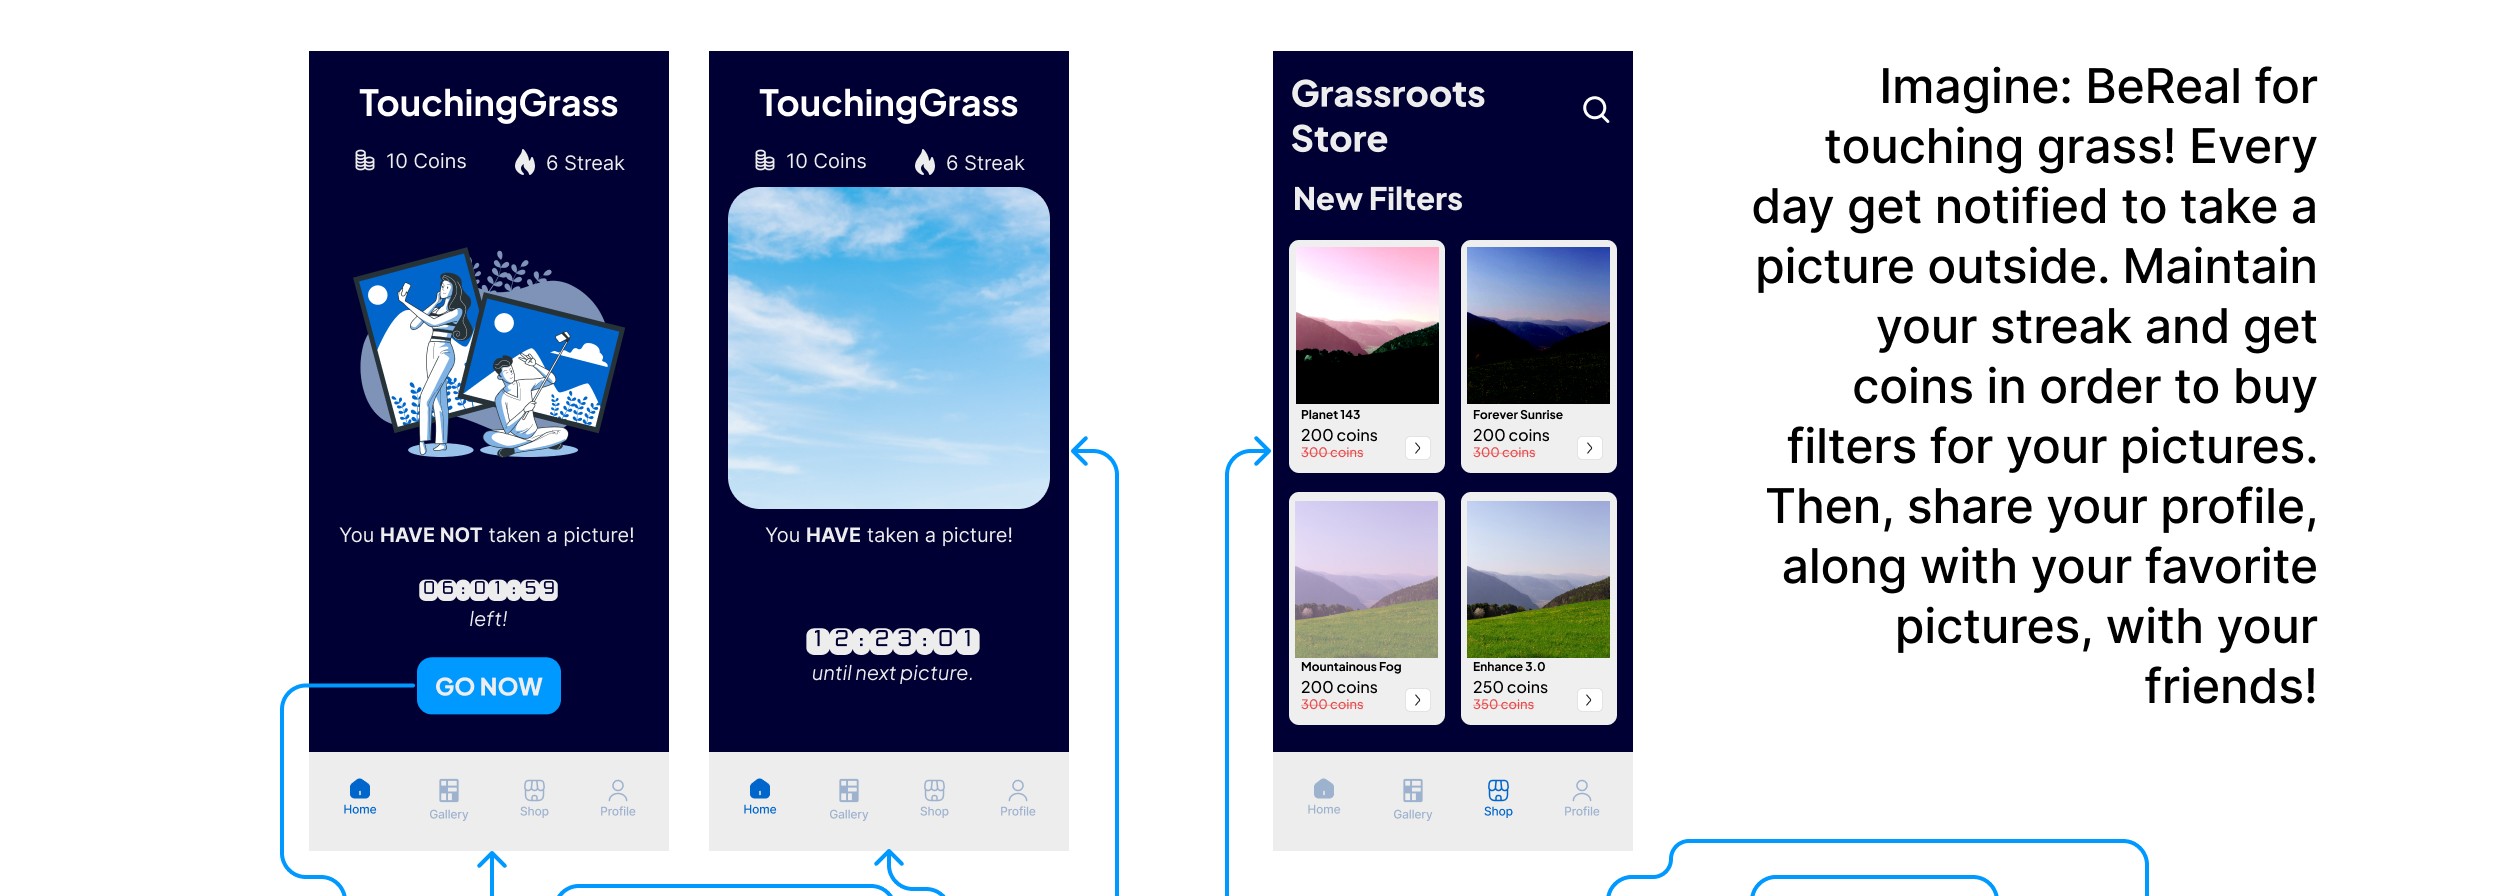 TouchingGrass
10 Coins
6 Streak
You HAVE NOT taken a picture!
06:01:59
left!
GO NOW
Home
Gallery
Shop
Profile
TouchingGrass
10 Coins
6 Streak
You HAVE taken a picture!
12:23:01
until next picture.
Home
Gallery
Shop
Profile
Grassroots
Store
New Filters
Planet 143
200 coins
300 coins
Forever Sunrise
200 coins
300 coins
Mountainous Fog
200 coins
300 coins
Enhance 3.0
250 coins
350 coins
Home
Gallery
Shop
Profile
Imagine: BeReal for
touching grass! Every
day get notified to take a
picture outside. Maintain
your streak and get
coins in order to buy
filters for your pictures.
Then, share your profile,
along with your favorite
pictures, with your
friends!